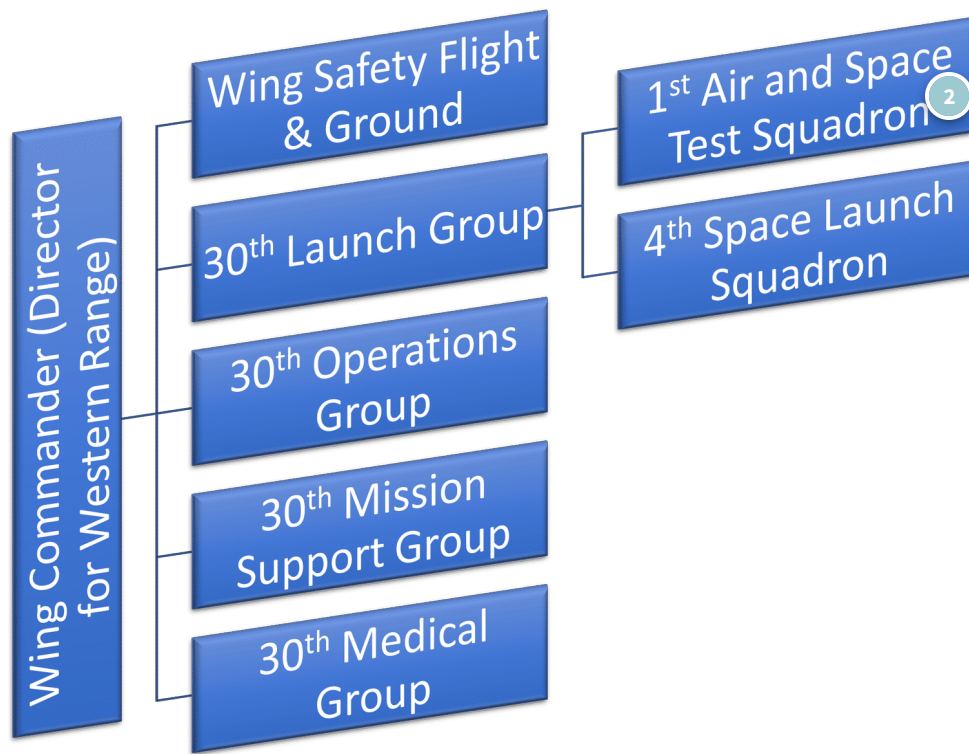 Wing Commander (Director
for Western Range)
Wing Safety Flight
& Ground
30th Launch Group
30th Operations
Group
30th Mission
Support Group
30th Medical
Group
1st Air and Space
Test Squadron
2
4th Space Launch
Squadron